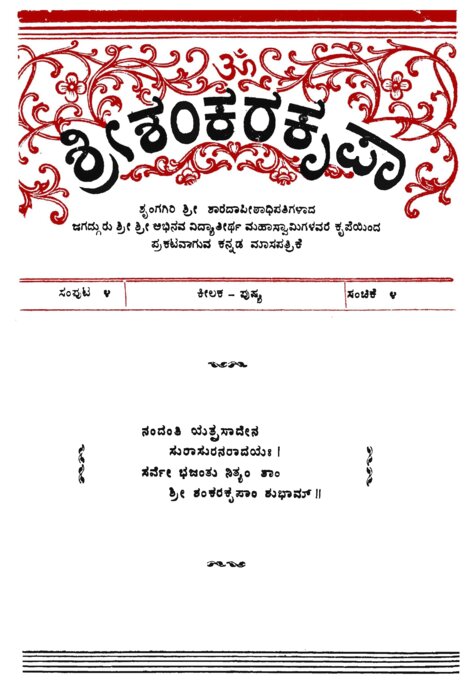 ॐ
ಶ್ರೀಶಂಕರಕೃಪಾ
ಶೃಂಗಗಿರಿ ಶ್ರೀ ಶಾರದಾಪೀಠಾಧಿಪತಿಗಳಾದ
ಜಗದ್ಗುರು ಶ್ರೀ ಶ್ರೀ ಅಭಿನವ ವಿದ್ಯಾತೀರ್ಥ ಮಹಾಸ್ವಾಮಿಗಳವರ ಕೃಪೆಯಿಂದ
ಪ್ರಕಟವಾಗುವ ಕನ್ನಡ ಮಾಸಪತ್ರಿಕೆ
ಸಂಪುಟ ೪ ಕೀಲಕ – ಪುಷ್ಯ ಸಂಚಿಕೆ ೪
ನಂದಂತಿ ಯತ್ಪ್ರಸಾದೇನ
ಸುರಾಸುರನರಾದಯಃ ।
ಸರ್ವೇ ಭಜಂತು ನಿತ್ಯಂ ತಾಂ
ಶ್ರೀ ಶಂಕರಕೃಪಾಂ ಶುಭಾಮ್ ॥